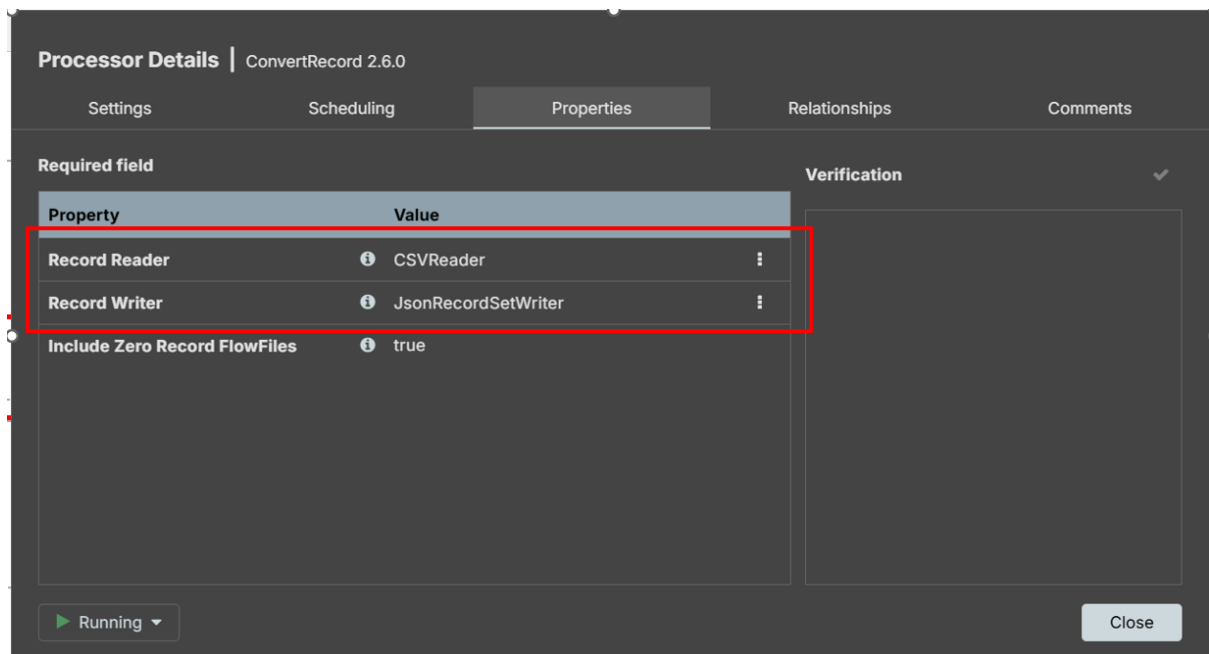 Processor Details | ConvertRecord 2.6.0
Settings Scheduling Properties Relationships Comments
Required field
Verification
Property Value
Record Reader CSVReader
Record Writer JsonRecordSetWriter
Include Zero Record FlowFiles true
Running
Close